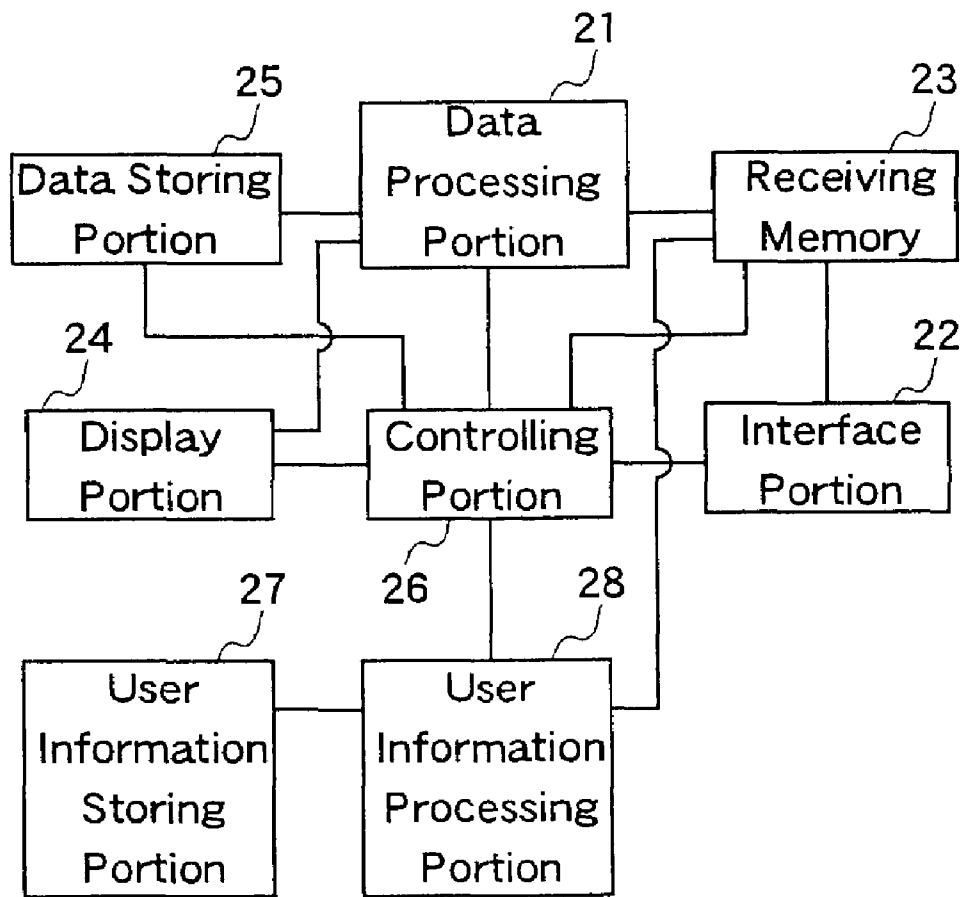 21
25
23
Data
Processing
Portion
Data Storing
Portion
Receiving
Memory
24
22
Display
Portion
Controlling
Portion
Interface
Portion
26
27
28
User
Information
Storing
Portion
User
Information
Processing
Portion